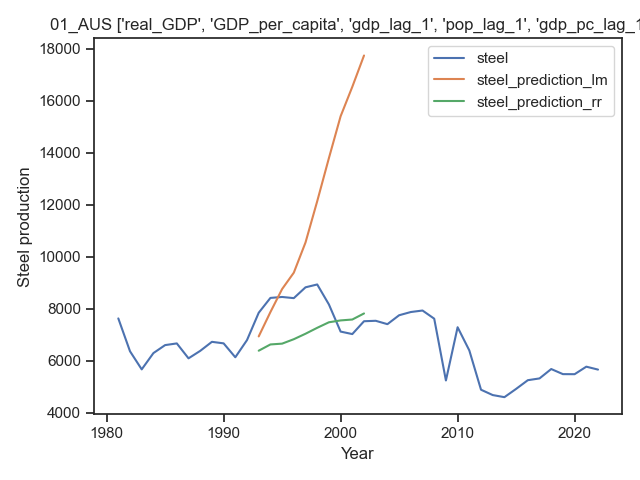 01_AUS ['real_GDP', 'GDP_per_capita', 'gdp_lag_1', 'pop_lag_1', 'gdp_pc_lag_1
18000
16000
14000
12000
10000
8000
6000
4000
Steel production
steel
steel_prediction_lm
steel_prediction_rr
1980
1990
2000
2010
2020
Year